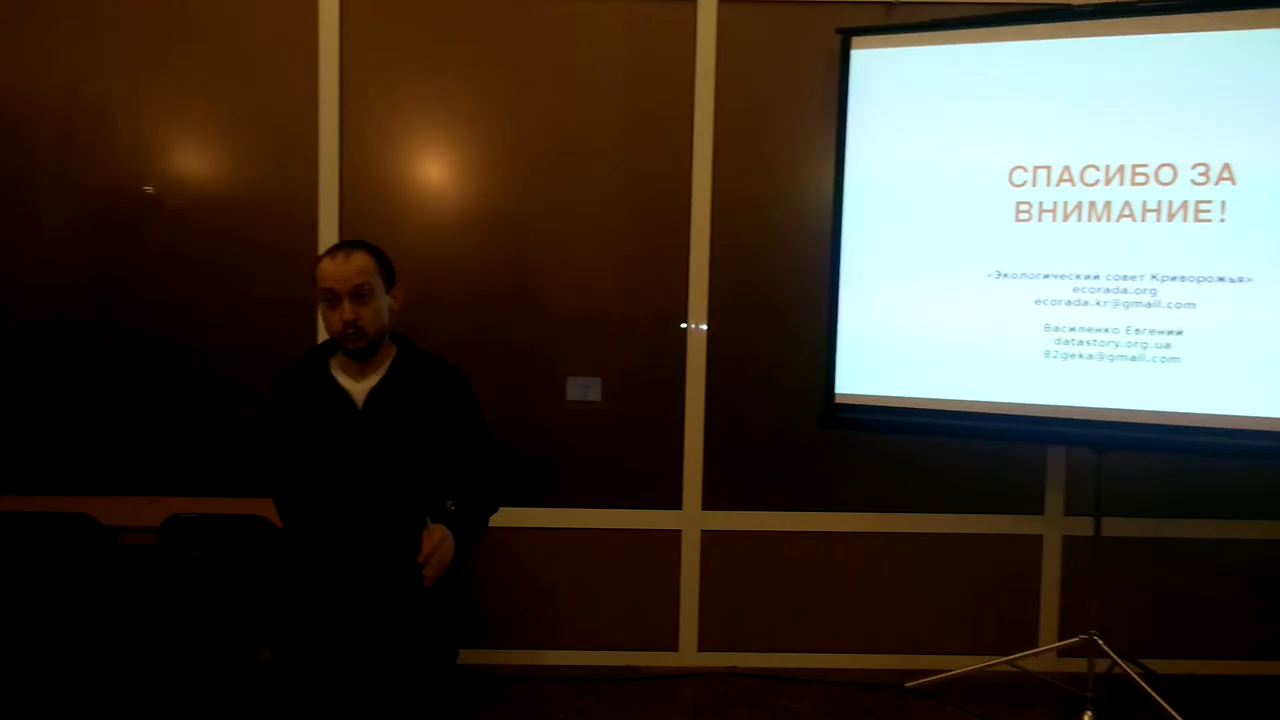 СПАСИБО ЗА
ВНИМАНИЕ!
«Экологический совет Криворожья»
ecorada.org
ecorada.kr@gmail.com
Василенко Евгений
datastory.org.ua
82geka@gmail.com